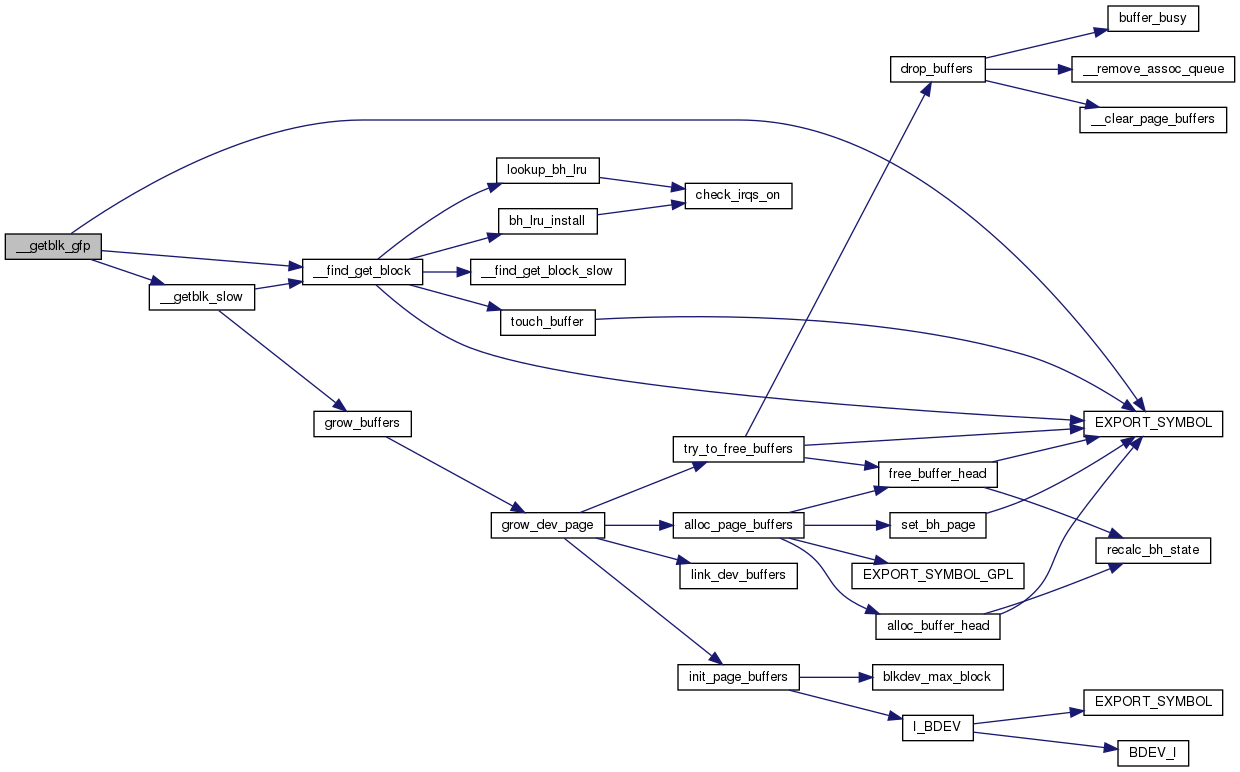 __getblk_gfp
__getblk_slow
__find_get_block
grow_buffers
lookup_bh_lru
bh_lru_install
__find_get_block_slow
touch_buffer
check_irqs_on
grow_dev_page
try_to_free_buffers
alloc_page_buffers
link_dev_buffers
init_page_buffers
drop_buffers
free_buffer_head
set_bh_page
EXPORT_SYMBOL_GPL
alloc_buffer_head
blkdev_max_block
I_BDEV
buffer_busy
__remove_assoc_queue
__clear_page_buffers
EXPORT_SYMBOL
recalc_bh_state
EXPORT_SYMBOL
BDEV_I